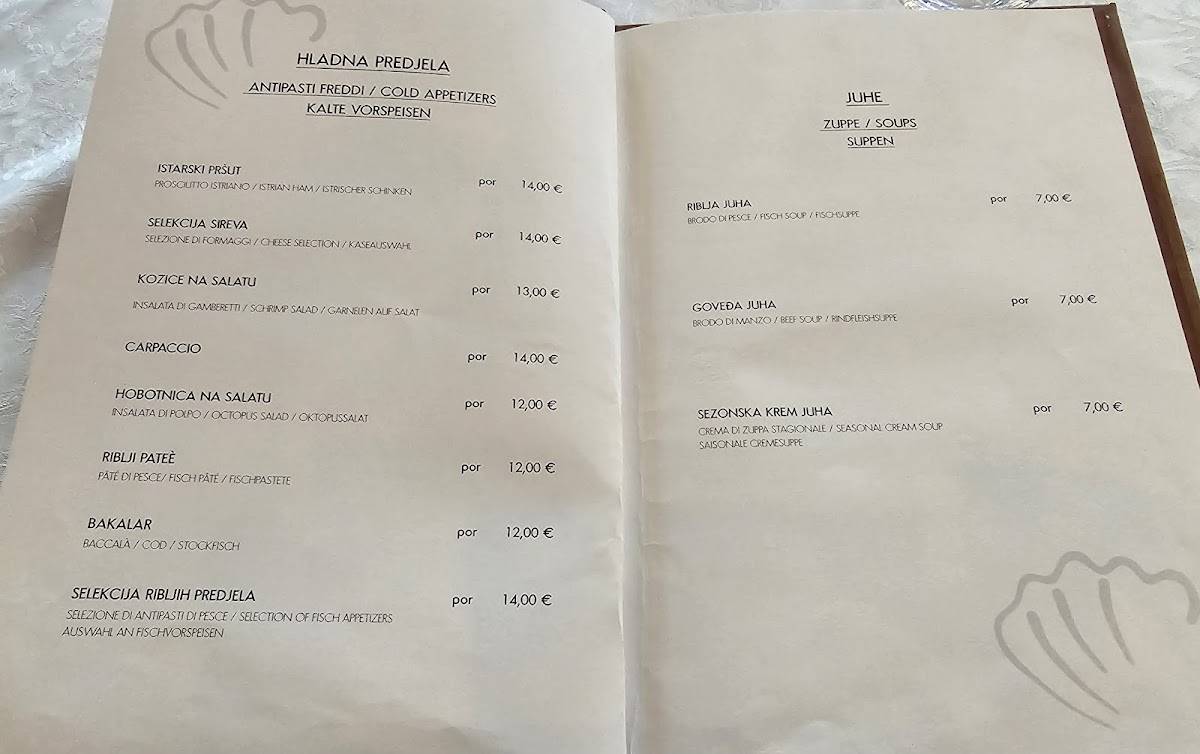 HLADNA PREDJELA
ANTIPASTI FREDDI / COLD APPETIZERS
KALTE VORSPEISEN
ISTARSKI PRŠUT por 14,00 €
PROSCIUTTO ISTRIANO / ISTRIAN HAM / ISTRISCHER SCHINKEN
SELEKCIJA SIREVA por 14,00 €
SELEZIONE DI FORMAGGI / CHEESE SELECTION / KASEAUSWAHL
KOZICE NA SALATU por 13,00 €
INSALATA DI GAMBERETTI / SCHRIMP SALAD / GARNELEN AUF SALAT
CARPACCIO por 14,00 €
HOBOTNICA NA SALATU por 12,00 €
INSALATA DI POLPO / OCTOPUS SALAD / OKTOPUSSALAT
RIBLJI PATEÈ por 12,00 €
PÂTÉ DI PESCE/ FISCH PÂTÉ / FISCHPASTETE
BAKALAR por 12,00 €
BACCALÀ / COD / STOCKFISCH
SELEKCIJA RIBLJIH PREDJELA por 14,00 €
SELEZIONE DI ANTIPASTI DI PESCE / SELECTION OF FISCH APPETIZERS
AUSWAHL AN FISCHVORSPEISEN
JUHE
ZUPPE / SOUPS
SUPPEN
RIBLJA JUHA por 7,00 €
BRODO DI PESCE / FISCH SOUP / FISCHSUPPE
GOVEĐA JUHA por 7,00 €
BRODO DI MANZO / BEEF SOUP / RINDFLEISHSUPPE
SEZONSKA KREM JUHA por 7,00 €
CREMA DI ZUPPA STAGIONALE / SEASONAL CREAM SOUP
SAISONALE CREMESUPPE